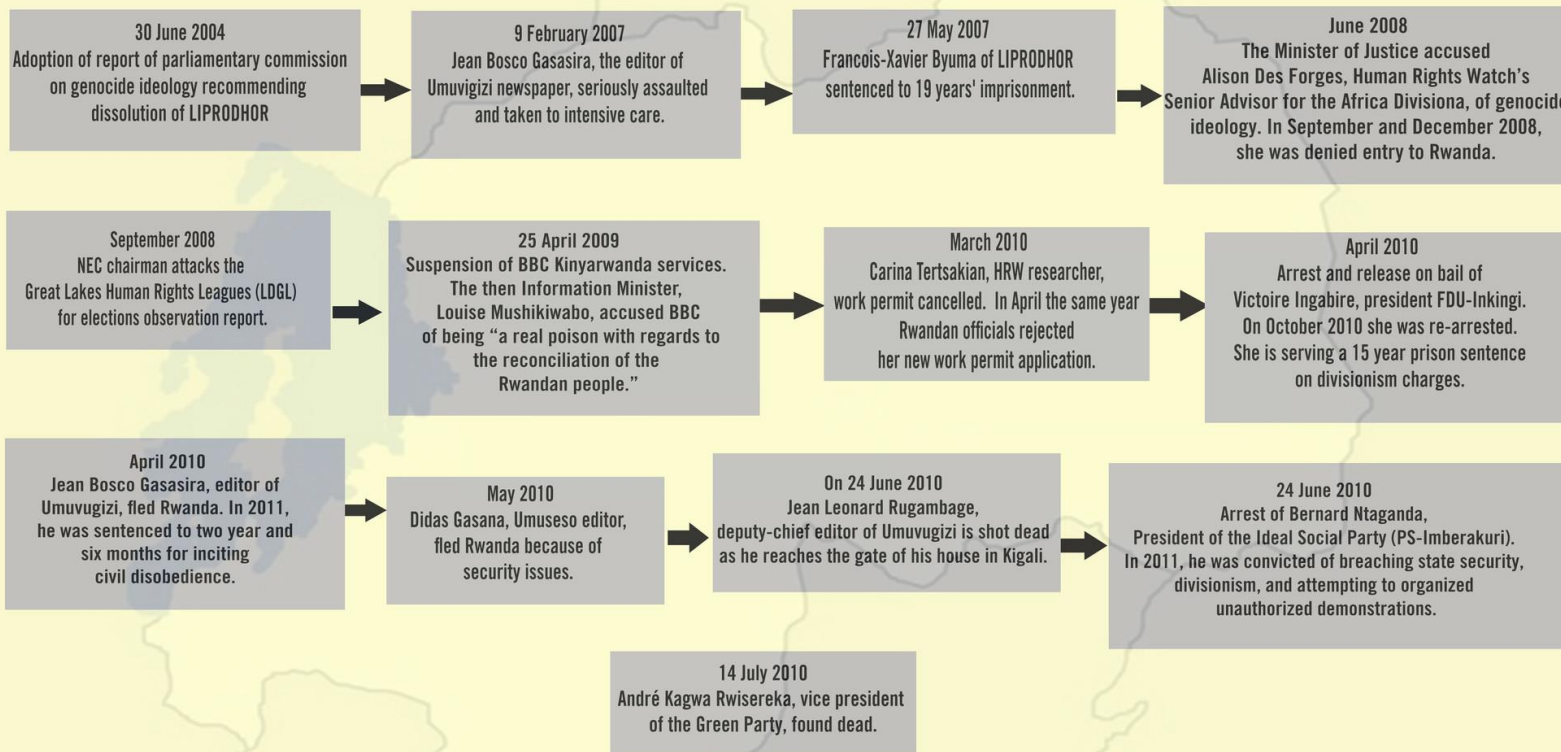 30 June 2004
Adoption of report of parliamentary commission
on genocide ideology recommending
dissolution of LIPRODHOR
9 February 2007
Jean Bosco Gasasira, the editor of
Umuvigizi newspaper, seriously assaulted
and taken to intensive care.
27 May 2007
Francois-Xavier Byuma of LIPRODHOR
sentenced to 19 years' imprisonment.
June 2008
The Minister of Justice accused
Alison Des Forges, Human Rights Watch's
Senior Advisor for the Africa Divisiona, of genocide
ideology. In September and December 2008,
she was denied entry to Rwanda.
September 2008
NEC chairman attacks the
Great Lakes Human Rights Leagues (LDGL)
for elections observation report.
25 April 2009
Suspension of BBC Kinyarwanda services.
The then Information Minister,
Louise Mushikiwabo, accused BBC
of being “a real poison with regards to
the reconciliation of the
Rwandan people.”
March 2010
Carina Tertsakian, HRW researcher,
work permit cancelled. In April the same year
Rwandan officials rejected
her new work permit application.
April 2010
Arrest and release on bail of
Victoire Ingabire, president FDU-Inkingi.
On October 2010 she was re-arrested.
She is serving a 15 year prison sentence
on divisionism charges.
April 2010
Jean Bosco Gasasira, editor of
Umuvugizi, fled Rwanda. In 2011,
he was sentenced to two year and
six months for inciting
civil disobedience.
May 2010
Didas Gasana, Umuseso editor,
fled Rwanda because of
security issues.
On 24 June 2010
Jean Leonard Rugambage,
deputy-chief editor of Umuvugizi is shot dead
as he reaches the gate of his house in Kigali.
24 June 2010
Arrest of Bernard Ntaganda,
President of the Ideal Social Party (PS-Imberakuri).
In 2011, he was convicted of breaching state security,
divisionism, and attempting to organized
unauthorized demonstrations.
14 July 2010
André Kagwa Rwisereka, vice president
of the Green Party, found dead.